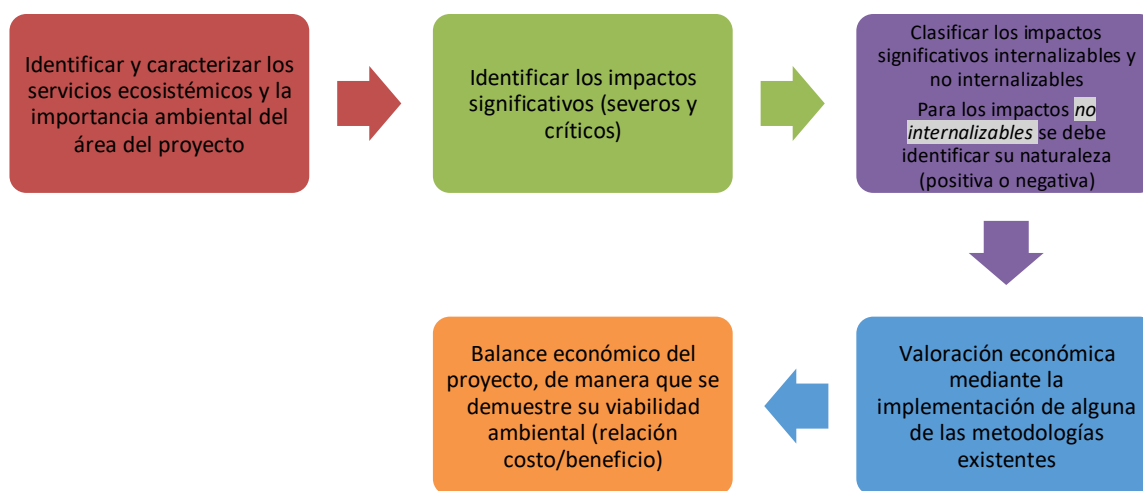 Identificar y caracterizar los
servicios ecosistémicos y la
importancia ambiental del
área del proyecto
Identificar los impactos
significativos (severos y
críticos)
Clasificar los impactos
significativos internalizables y
no internalizables
Para los impactos no
internalizables se debe
identificar su naturaleza
(positiva o negativa)
Valoración económica
mediante la
implementación de alguna
de las metodologías
existentes
Balance económico del
proyecto, de manera que se
demuestre su viabilidad
ambiental (relación
costo/beneficio)